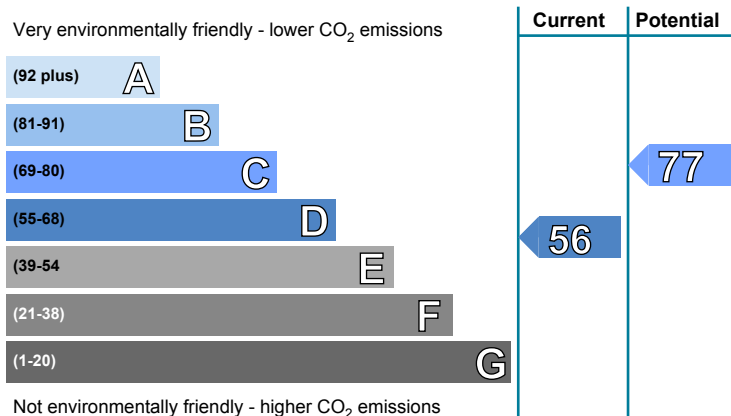 Very environmentally friendly - lower CO₂ emissions
Current
Potential
(92 plus) A
(81-91) B
(69-80) C
77
(55-68) D
56
(39-54 E
(21-38) F
(1-20) G
Not environmentally friendly - higher CO₂ emissions